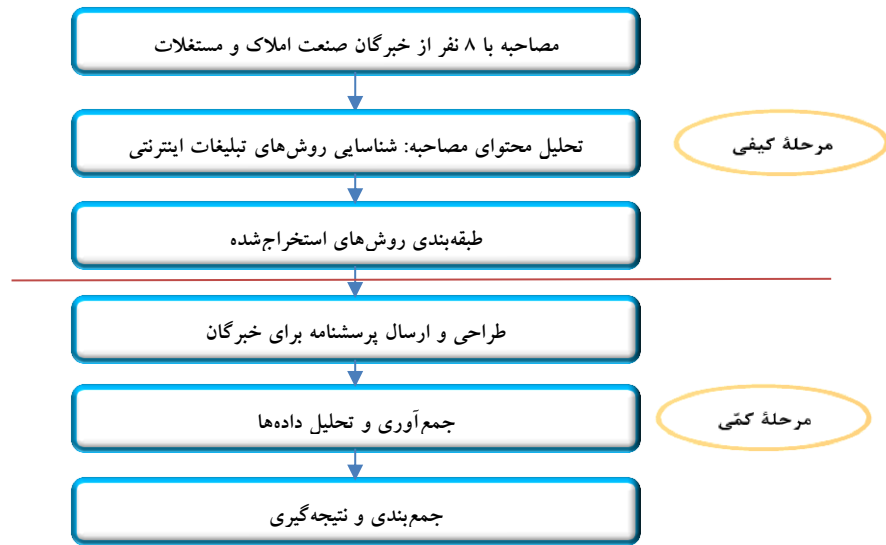 مصاحبه با ۸ نفر از خبرگان صنعت املاک و مستغلات
تحلیل محتوای مصاحبه: شناسایی روش‌های تبلیغات اینترنتی
مرحلۀ کیفی
طبقه‌بندی روش‌های استخراج‌شده
طراحی و ارسال پرسشنامه برای خبرگان
جمع‌آوری و تحلیل داده‌ها
مرحلۀ کمّی
جمع‌بندی و نتیجه‌گیری